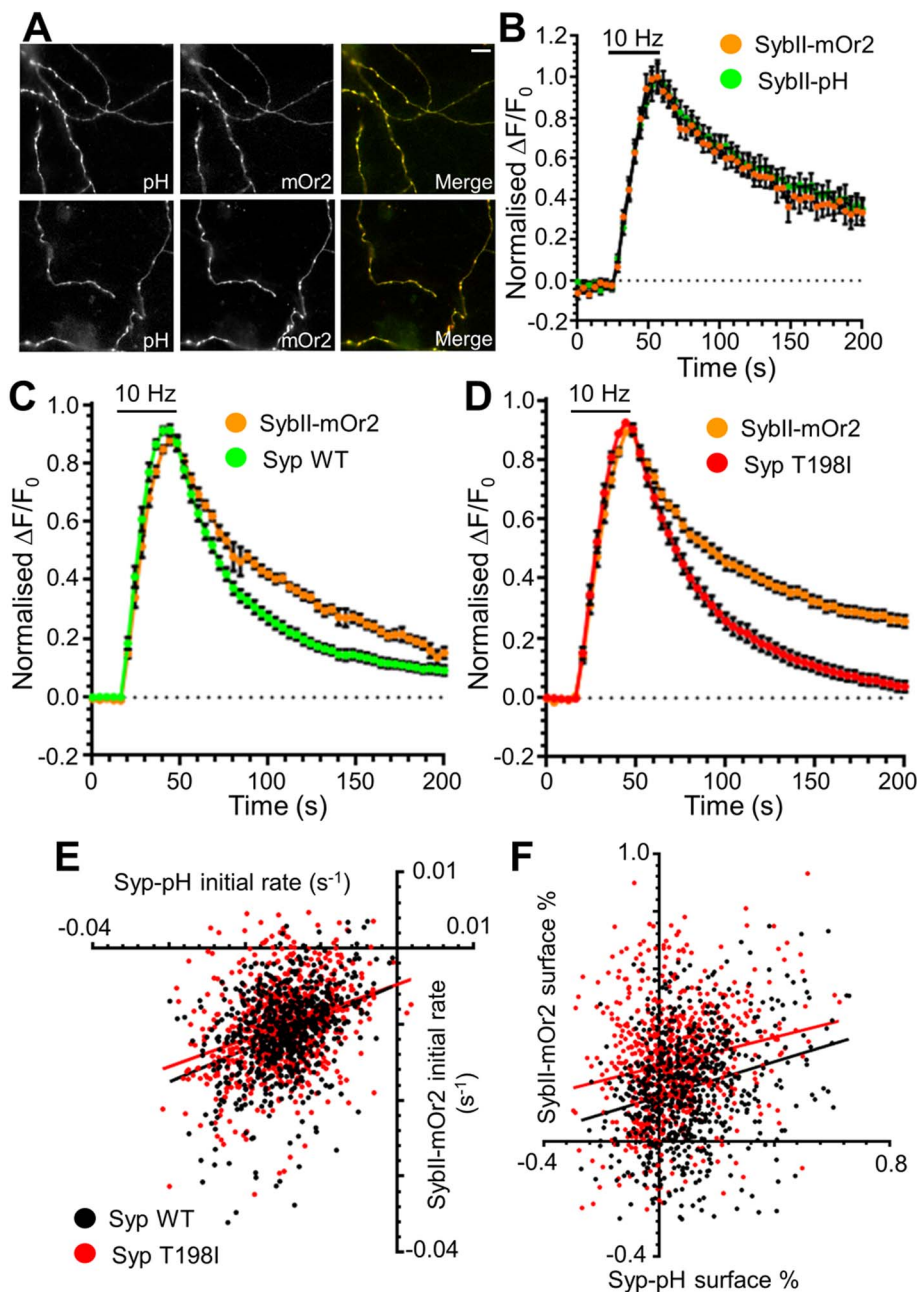 A
pH
mOr2
Merge
pH
mOr2
Merge
B
10 Hz
SybII-mOr2
SybII-pH
1.2
1.0
0.8
0.6
0.4
0.2
0.0
-0.2
Normalised ΔF/F0
0 50 100 150 200
Time (s)
C
10 Hz
SybII-mOr2
Syp WT
1.0
0.8
0.6
0.4
0.2
0.0
-0.2
Normalised ΔF/F0
0 50 100 150 200
Time (s)
D
10 Hz
SybII-mOr2
Syp T198I
1.0
0.8
0.6
0.4
0.2
0.0
-0.2
Normalised ΔF/F0
0 50 100 150 200
Time (s)
E
Syp-pH initial rate (s-1)
-0.04
0.01
0.01
SybII-mOr2 initial rate
(s-1)
-0.04
Syp WT
Syp T198I
F
1.0
SybII-mOr2 surface %
-0.4
0.8
-0.4
Syp-pH surface %